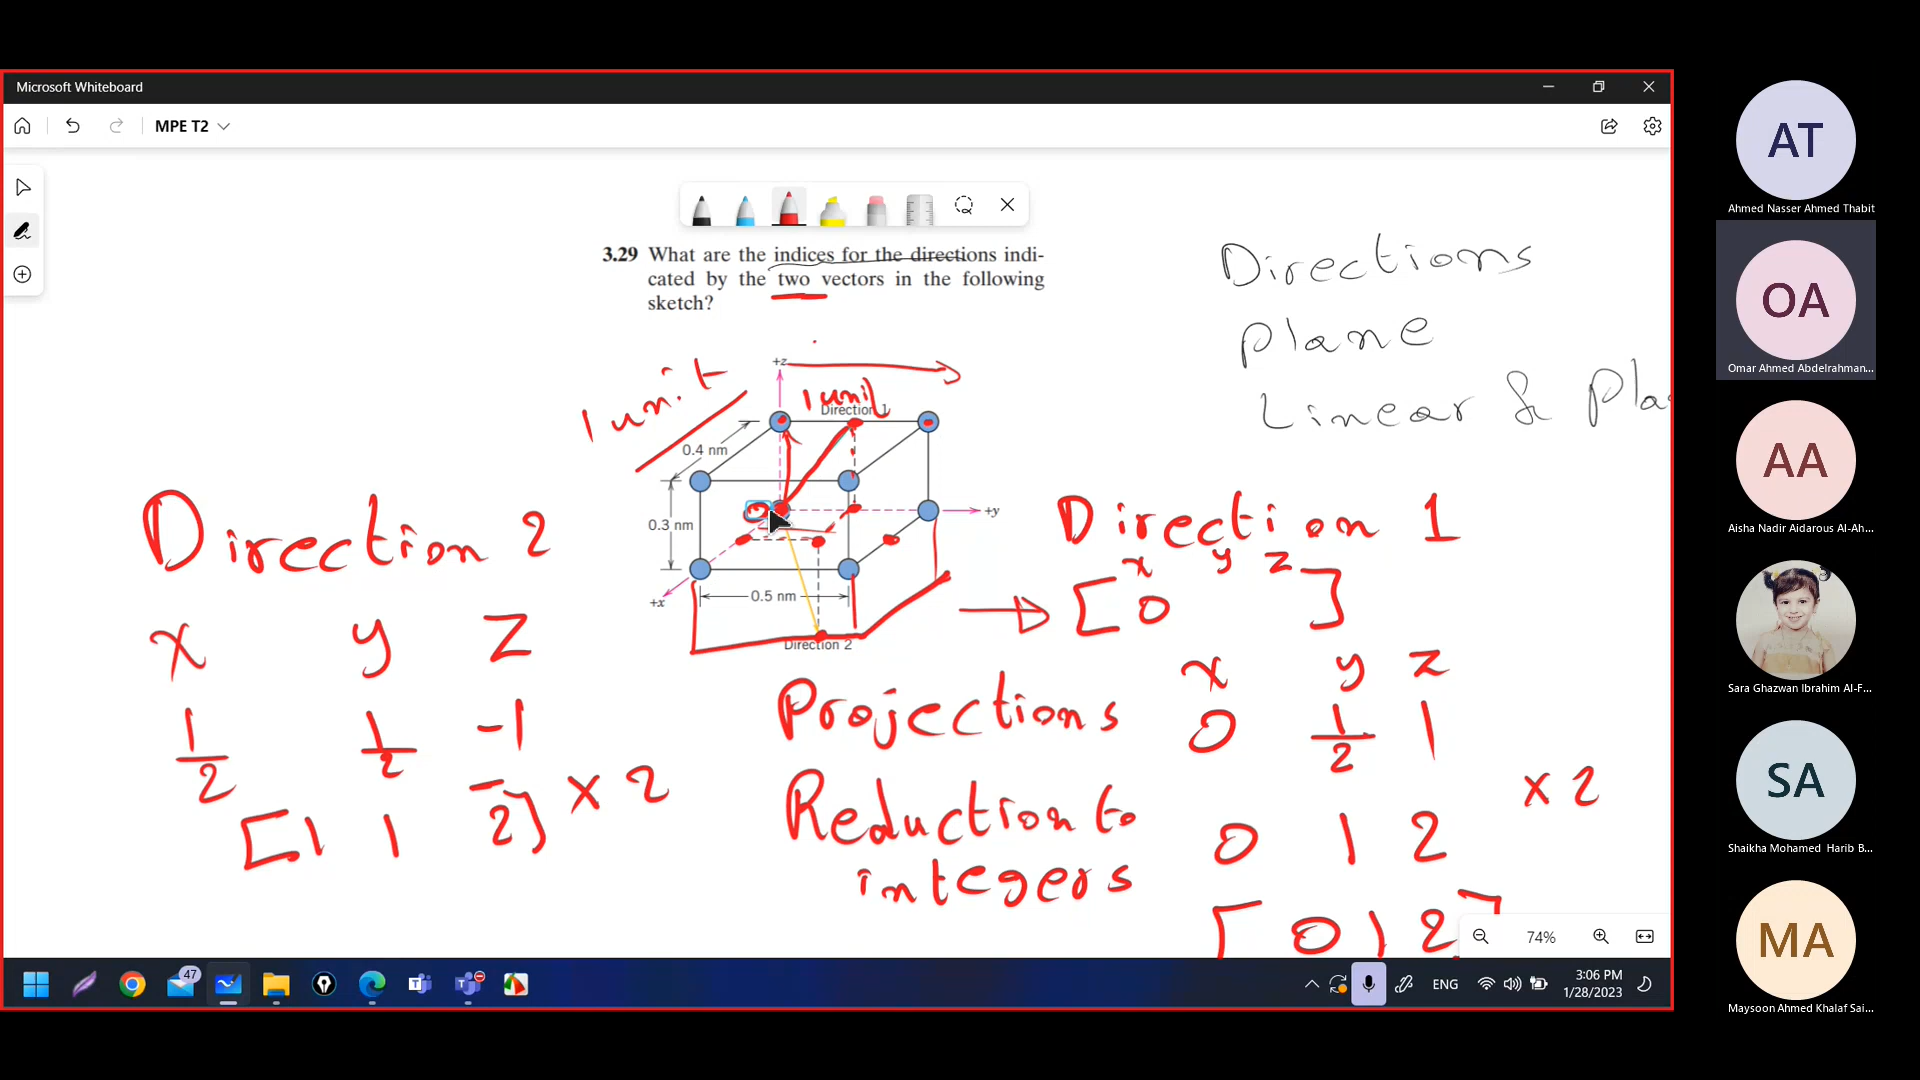 Microsoft Whiteboard
MPE T2
3.29 What are the indices for the directions indi-
cated by the two vectors in the following
sketch?
Directions
plane
Linear & Pla
1 unit
+z
1 unit
Direction 1
0.4 nm
0.3 nm
+y
+x
0.5 nm
Direction 2
Direction 2
x y z
1/2 1/2 -1
[1 1 2̅] x 2
Direction 1
x y z
[0 ]
x y z
Projections 0 1/2 1
x 2
Reduction to 0 1 2
integers
[0 1 2]
74%
AT
Ahmed Nasser Ahmed Thabit
OA
Omar Ahmed Abdelrahman...
AA
Aisha Nadir Aidarous Al-Ah...
Sara Ghazwan Ibrahim Al-F...
SA
Shaikha Mohamed Harib B...
MA
Maysoon Ahmed Khalaf Sai...
47
ENG
3:06 PM
1/28/2023